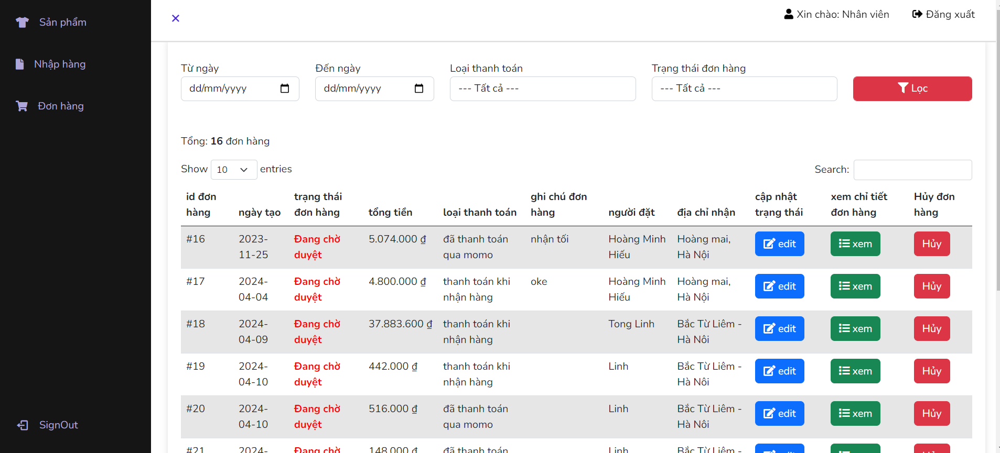 Sản phẩm
Nhập hàng
Đơn hàng
SignOut
Xin chào: Nhân viên Đăng xuất
Từ ngày Đến ngày Loại thanh toán Trạng thái đơn hàng
dd/mm/yyyy dd/mm/yyyy --- Tất cả --- --- Tất cả --- Lọc
Tổng: 16 đơn hàng
Show 10 entries Search:
id đơn trạng thái ghi chú đơn cập nhật xem chi tiết Hủy đơn
hàng ngày tạo đơn hàng tổng tiền loại thanh toán hàng người đặt địa chỉ nhận trạng thái đơn hàng hàng
#16 2023- Đang chờ 5.074.000 ₫ đã thanh toán nhận tối Hoàng Minh Hoàng mai, edit xem Hủy
11-25 duyệt qua momo Hiếu Hà Nội
#17 2024- Đang chờ 4.800.000 ₫ thanh toán khi oke Hoàng Minh Hoàng mai, edit xem Hủy
04-04 duyệt nhận hàng Hiếu Hà Nội
#18 2024- Đang chờ 37.883.600 ₫ thanh toán khi Tong Linh Bắc Từ Liêm - edit xem Hủy
04-09 duyệt nhận hàng Hà Nôi
#19 2024- Đang chờ 442.000 ₫ thanh toán khi Linh Bắc Từ Liêm - edit xem Hủy
04-10 duyệt nhận hàng Hà Nôi
#20 2024- Đang chờ 516.000 ₫ đã thanh toán Linh Bắc Từ Liêm - edit xem Hủy
04-10 duyệt qua momo Hà Nôi
#21 2024- Đang chờ 148.000 ₫ đã thanh toán Linh Bắc Từ Liêm -